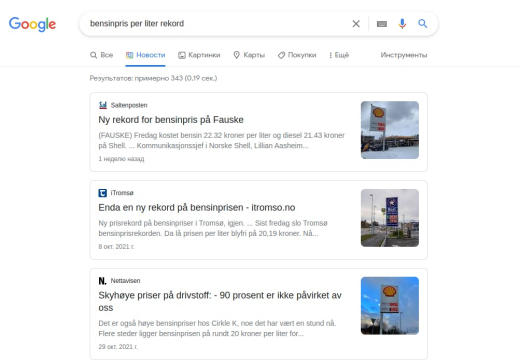 Google
bensinpris per liter rekord
Все Новости Картинки Карты Покупки Ещё Инструменты
Результатов: примерно 343 (0,19 сек.)
Saltenposten
Ny rekord for bensinpris på Fauske
(FAUSKE) Fredag kostet bensin 22.32 kroner per liter og diesel 21.43 kroner
på Shell. ... Kommunikasjonssjef i Norske Shell, Lillian Aasheim...
1 неделю назад
iTromsø
Enda en ny rekord på bensinprisen - itromso.no
Ny prisrekord på bensinpriser i Tromsø, igjen. ... Sist fredag slo Tromsø
bensinprisrekorden. Da lå prisen per liter blyfri på 20,19 kroner. Nå...
8 окт. 2021 г.
N. Nettavisen
Skyhøye priser på drivstoff: - 90 prosent er ikke påvirket av
oss
Det er også høye bensinpriser hos Cirkle K, noe det har vært en stund nå.
Flere steder ligger bensinprisen på rundt 20 kroner per liter for...
29 окт. 2021 г.